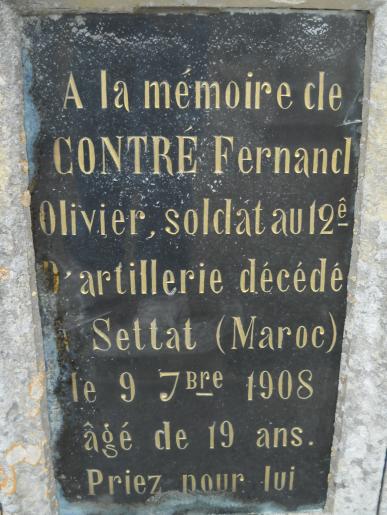 A la mémoire de
CONTRÉ Fernand
Olivier, soldat au 12ê
D'artillerie décédé
Settat (Maroc)
le 9 7Bre 1908
âgé de 19 ans.
Priez pour lui